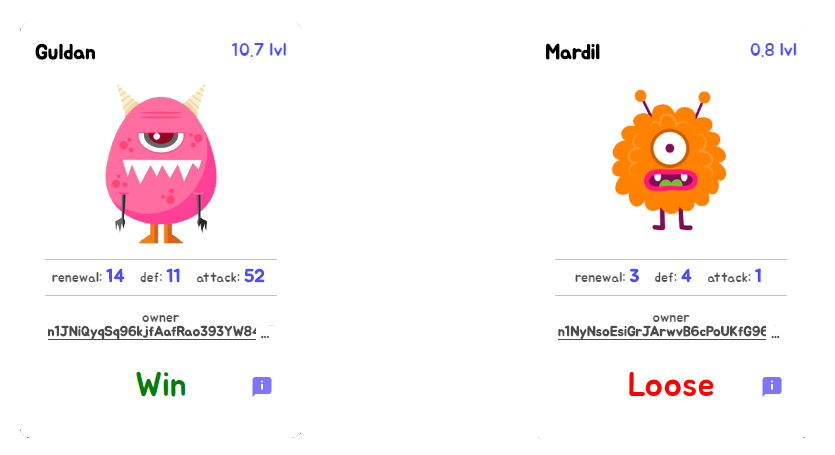 Guldan 10.7 lvl
renewal: 14 def: 11 attack: 52
owner
n1JNiQyqSq96kjfAafRao393YW84 ...
Win
Mardil 0.8 lvl
renewal: 3 def: 4 attack: 1
owner
n1NyNsoEsiGrJArwvB6cPoUKfG96 ...
Loose